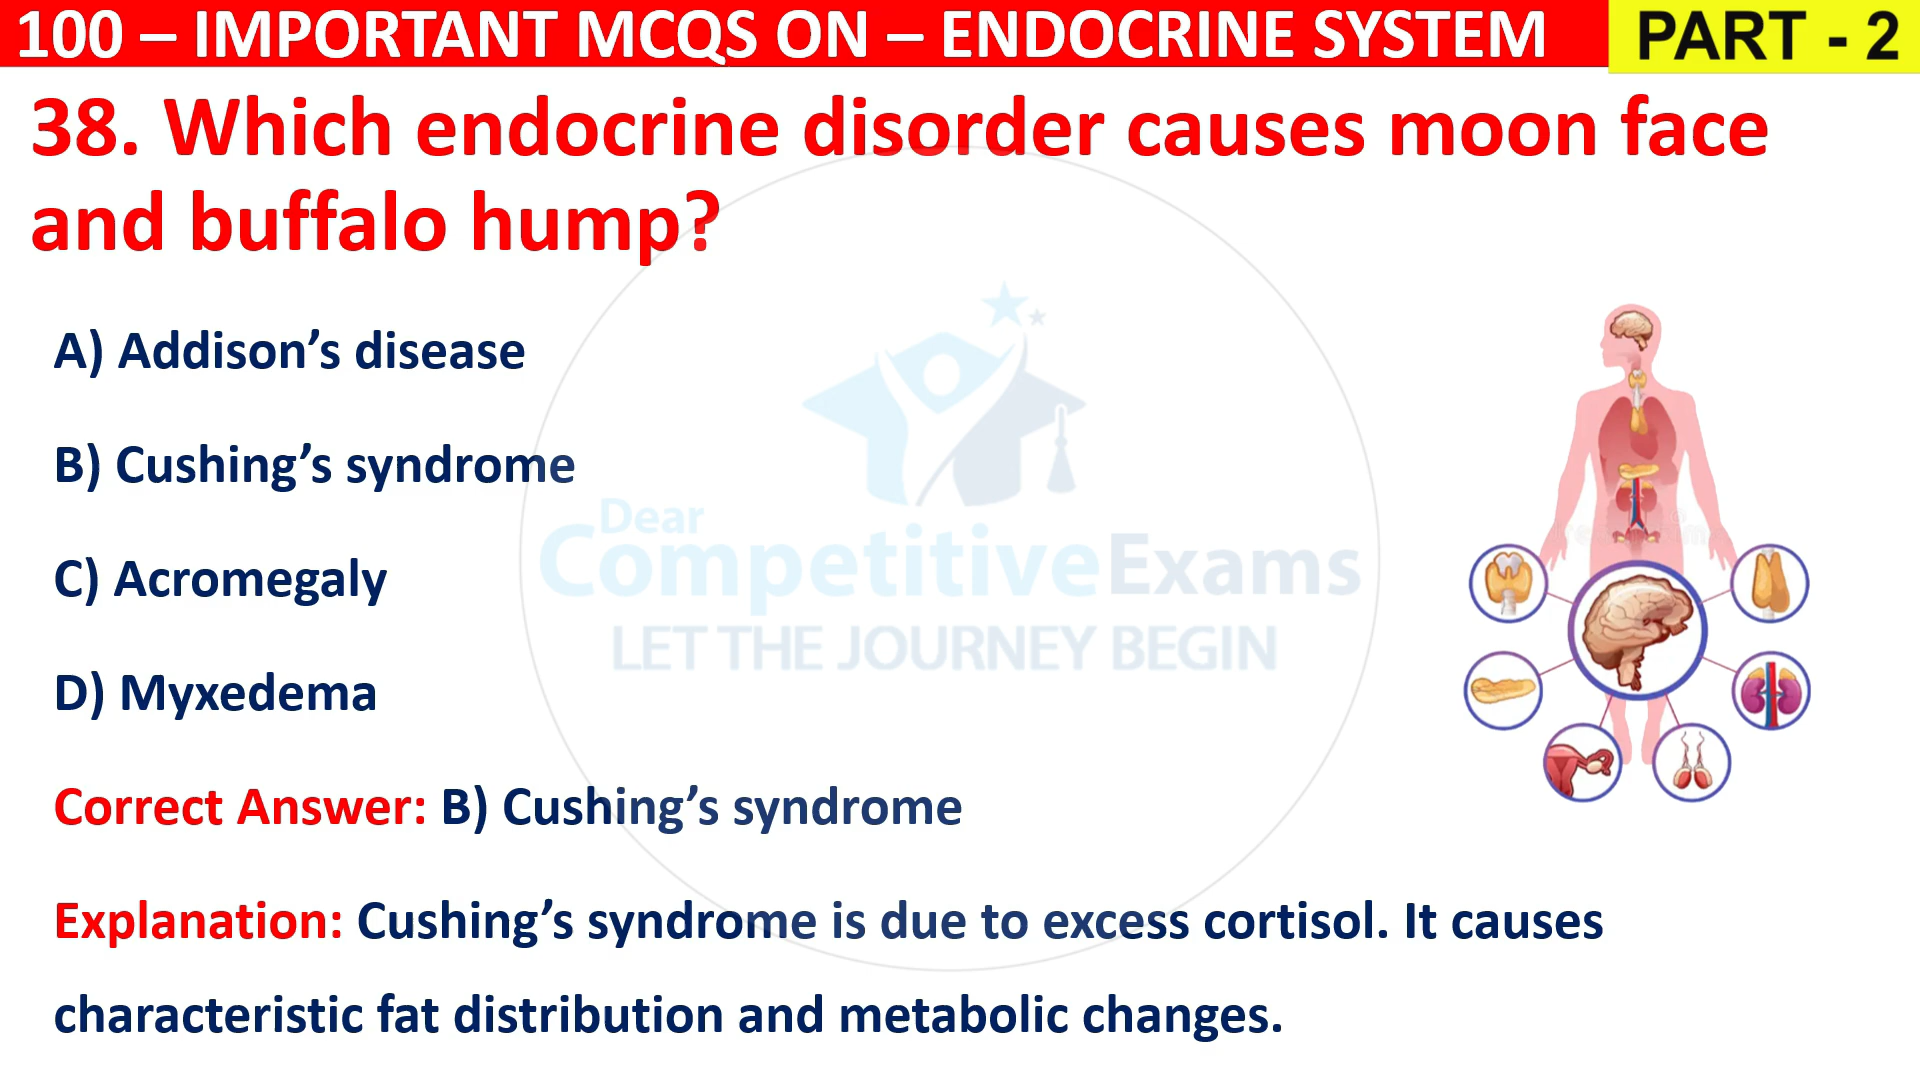 100 – IMPORTANT MCQS ON – ENDOCRINE SYSTEM
PART - 2
38. Which endocrine disorder causes moon face
and buffalo hump?
A) Addison’s disease
B) Cushing’s syndrome
C) Acromegaly
D) Myxedema
Dear
CompetitiveExams
LET THE JOURNEY BEGIN
Correct Answer: B) Cushing’s syndrome
Explanation: Cushing’s syndrome is due to excess cortisol. It causes
characteristic fat distribution and metabolic changes.